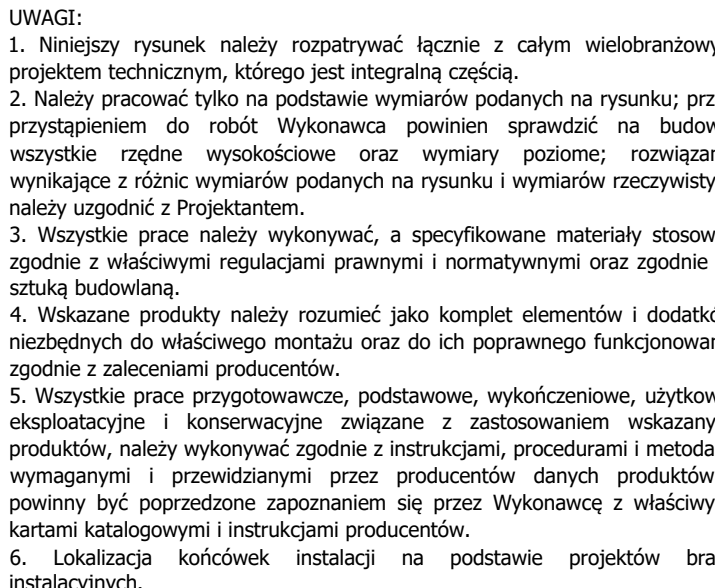 UWAGI:
1. Niniejszy rysunek należy rozpatrywać łącznie z całym wielobranżowy
projektem technicznym, którego jest integralną częścią.
2. Należy pracować tylko na podstawie wymiarów podanych na rysunku; prz
przystąpieniem do robót Wykonawca powinien sprawdzić na budow
wszystkie rzędne wysokościowe oraz wymiary poziome; rozwiązan
wynikające z różnic wymiarów podanych na rysunku i wymiarów rzeczywisty
należy uzgodnić z Projektantem.
3. Wszystkie prace należy wykonywać, a specyfikowane materiały stosow
zgodnie z właściwymi regulacjami prawnymi i normatywnymi oraz zgodnie
sztuką budowlaną.
4. Wskazane produkty należy rozumieć jako komplet elementów i dodatkó
niezbędnych do właściwego montażu oraz do ich poprawnego funkcjonowan
zgodnie z zaleceniami producentów.
5. Wszystkie prace przygotowawcze, podstawowe, wykończeniowe, użytkow
eksploatacyjne i konserwacyjne związane z zastosowaniem wskazany
produktów, należy wykonywać zgodnie z instrukcjami, procedurami i metoda
wymaganymi i przewidzianymi przez producentów danych produktów
powinny być poprzedzone zapoznaniem się przez Wykonawcę z właściwy
kartami katalogowymi i instrukcjami producentów.
6. Lokalizacja końcówek instalacji na podstawie projektów bra
instalacyjnych.